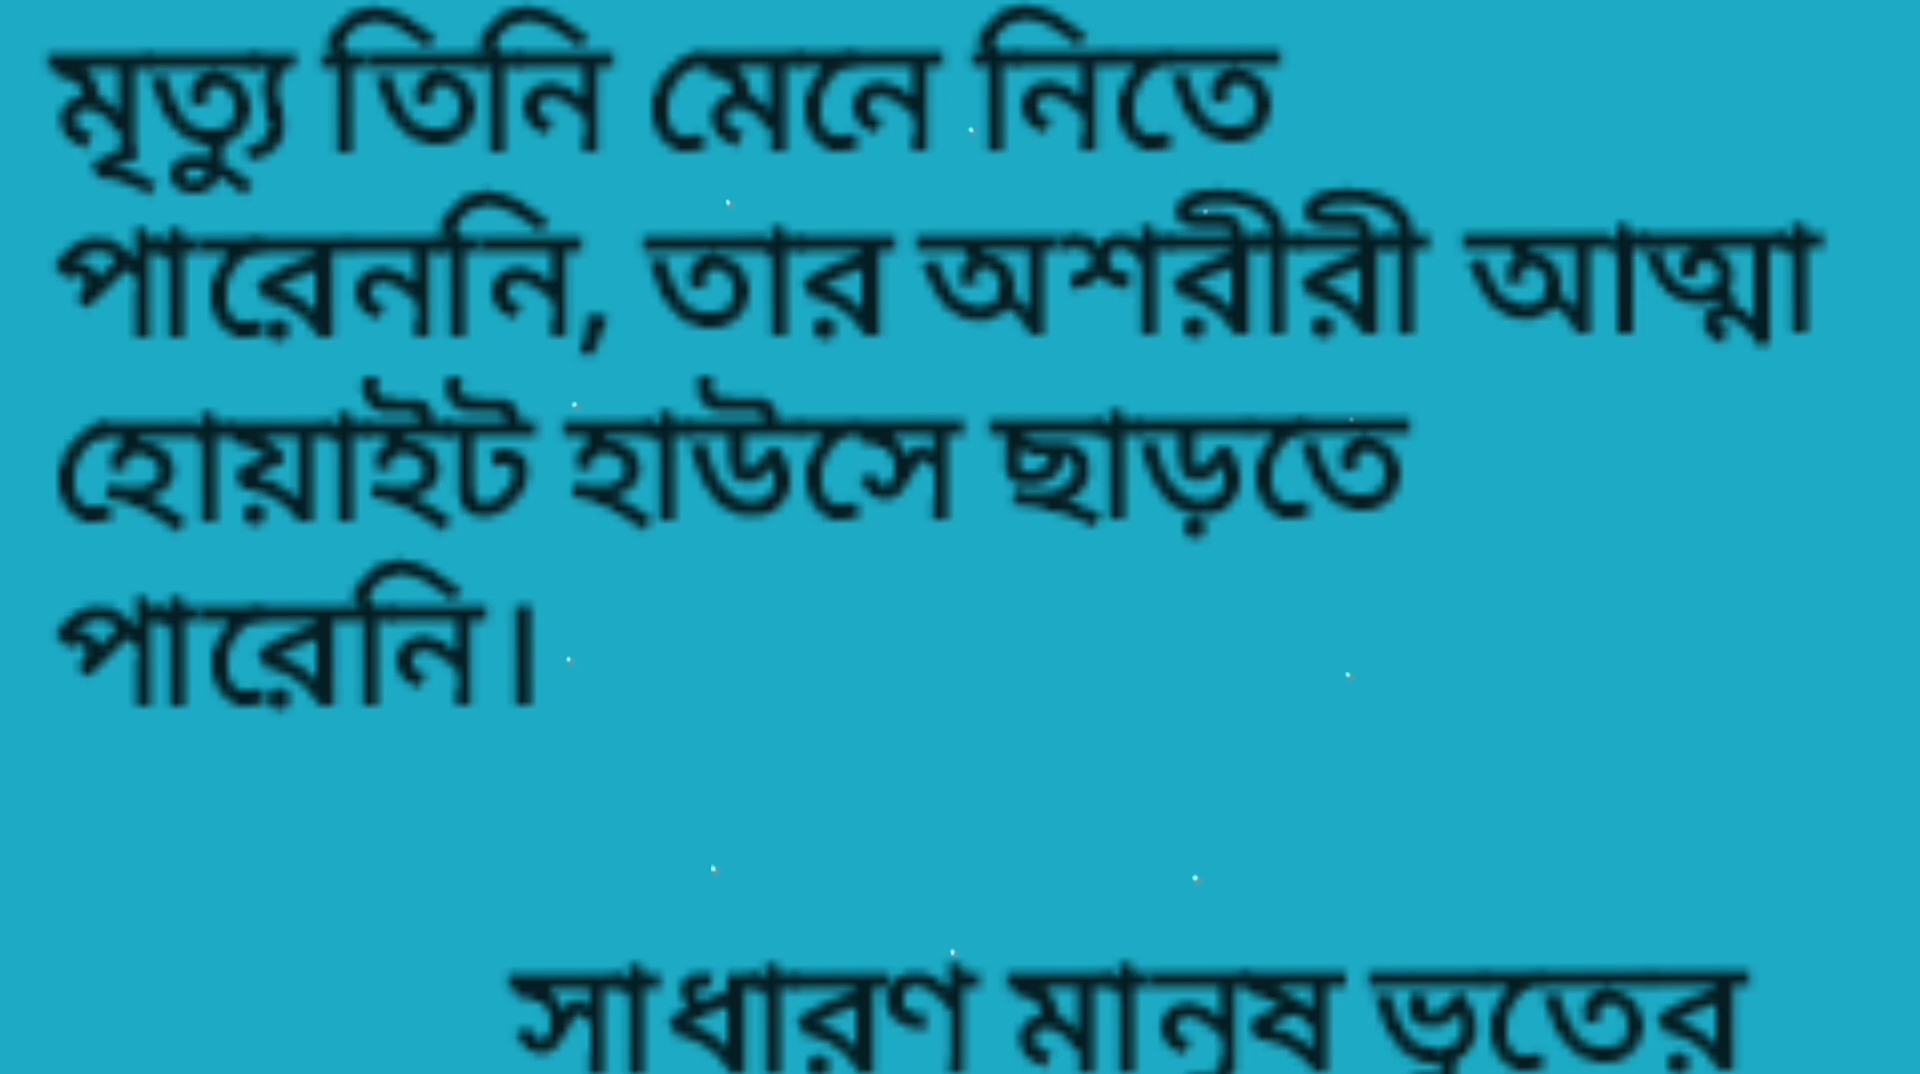 মৃত্যু তিনি মেনে নিতে
পারেননি, তার অশরীরী আত্মা
হোয়াইট হাউসে ছাড়তে
পারেনি।
সাধারণ মানুষ ভূতের